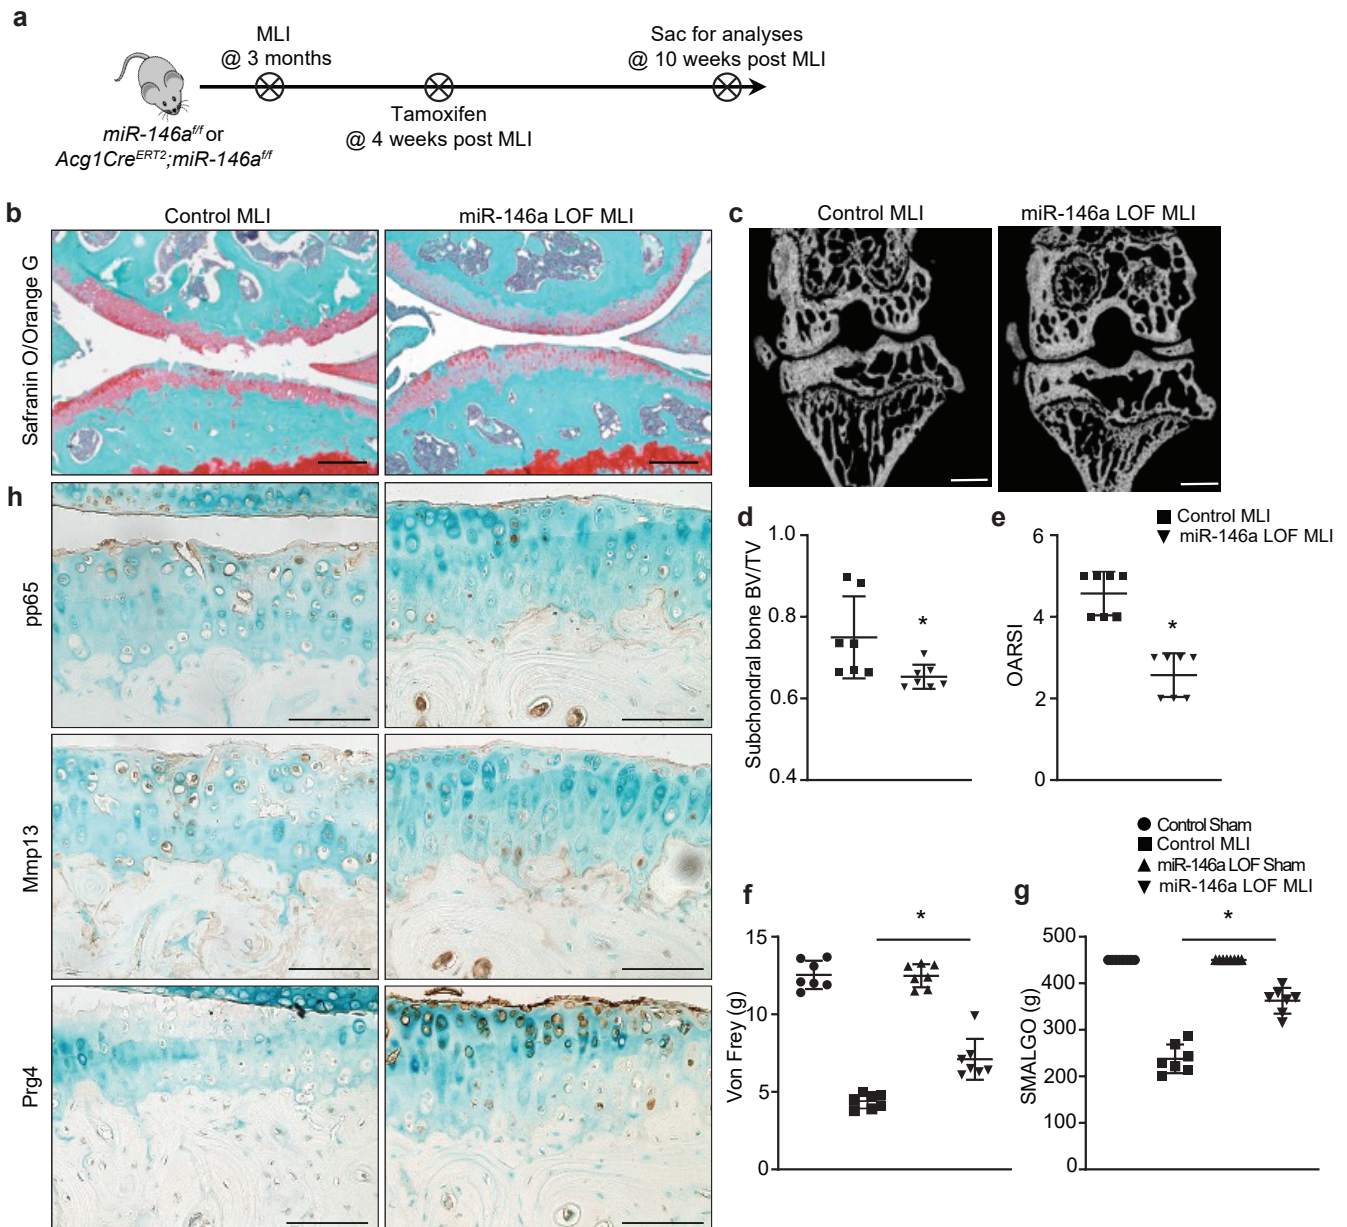 a
MLI
@ 3 months
Sac for analyses
@ 10 weeks post MLI
Tamoxifen
@ 4 weeks post MLI
miR-146a^f/f or
Acg1Cre^ERT2;miR-146a^f/f
b
Control MLI
miR-146a LOF MLI
Safranin O/Orange G
c
Control MLI
miR-146a LOF MLI
d
Subchondral bone BV/TV
1.0
0.8
0.6
0.4
*
e
Control MLI
miR-146a LOF MLI
OARSI
6
4
2
0
*
h
pp65
Mmp13
Prg4
Control Sham
Control MLI
miR-146a LOF Sham
miR-146a LOF MLI
f
Von Frey (g)
15
10
5
0
*
g
SMALGO (g)
500
400
300
200
100
0
*